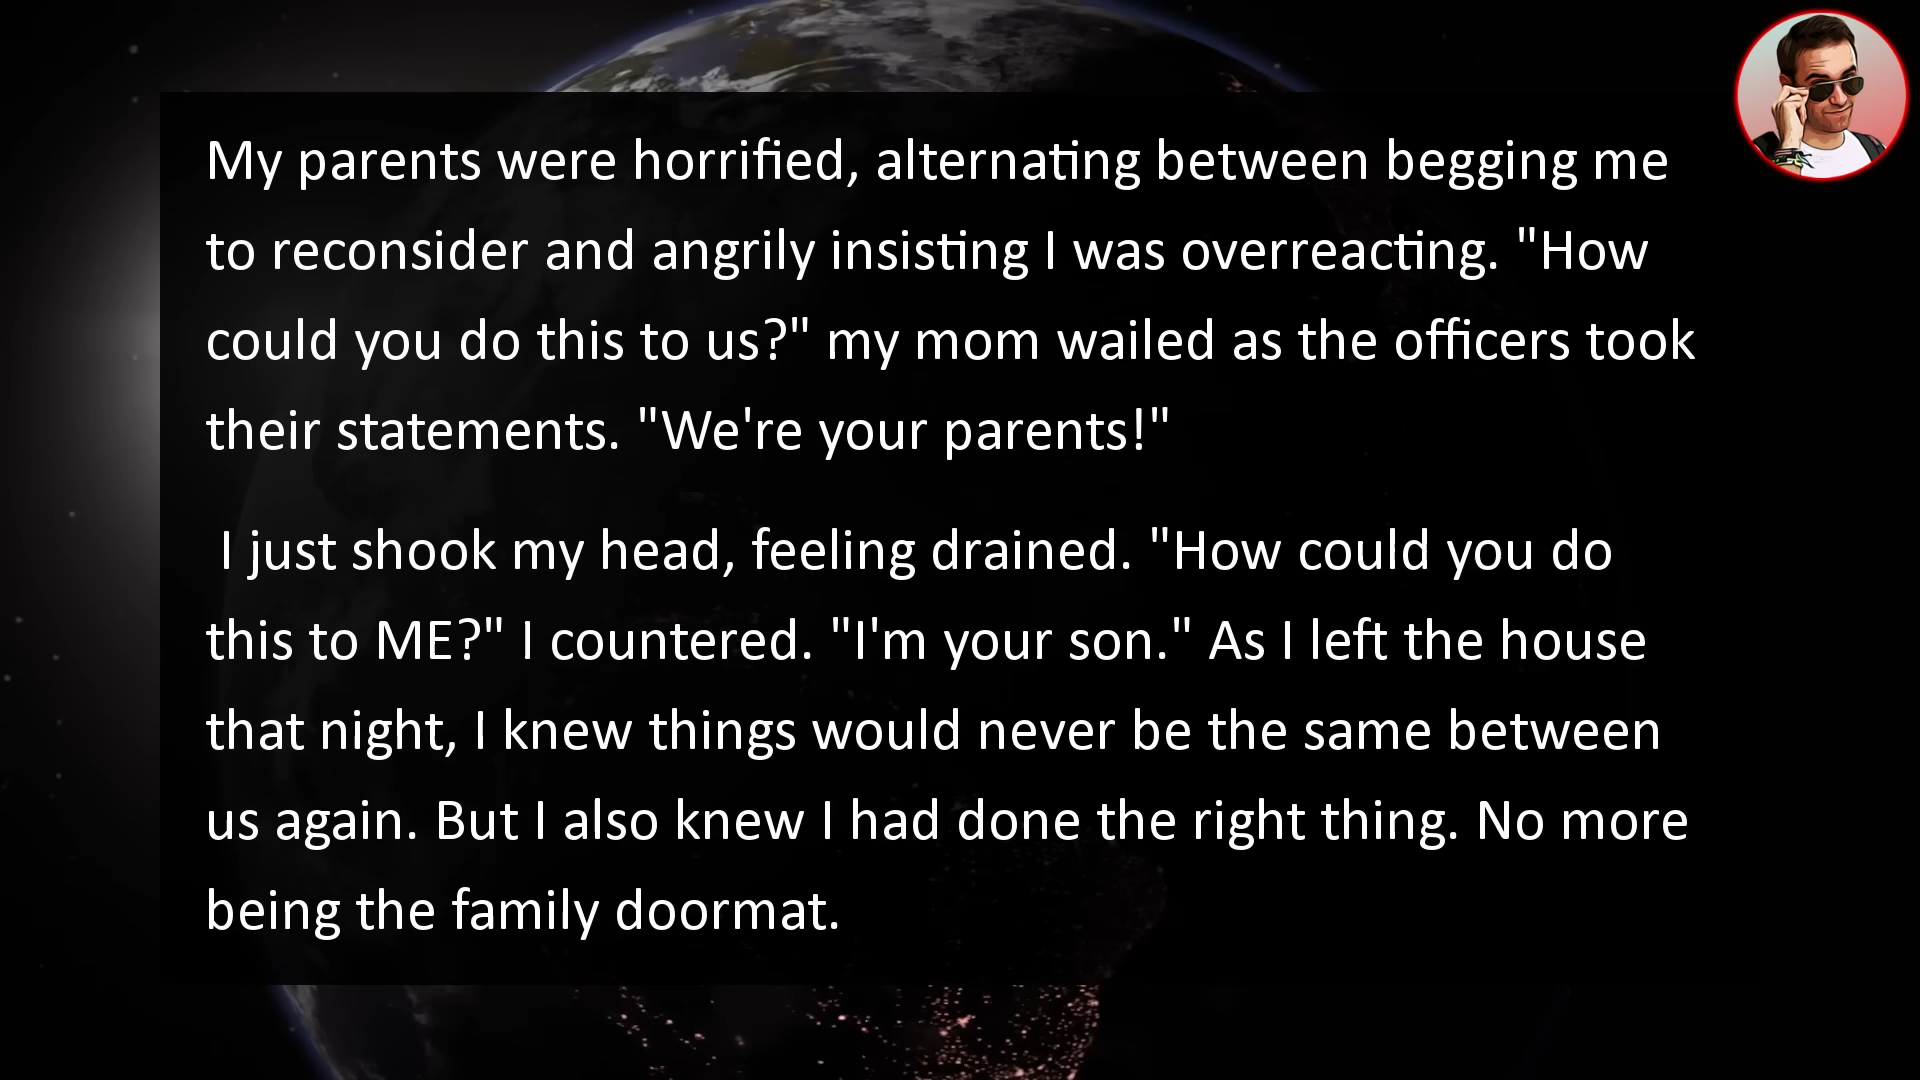 My parents were horrified, alternating between begging me
to reconsider and angrily insisting I was overreacting. "How
could you do this to us?" my mom wailed as the officers took
their statements. "We're your parents!"
I just shook my head, feeling drained. "How could you do
this to ME?" I countered. "I'm your son." As I left the house
that night, I knew things would never be the same between
us again. But I also knew I had done the right thing. No more
being the family doormat.